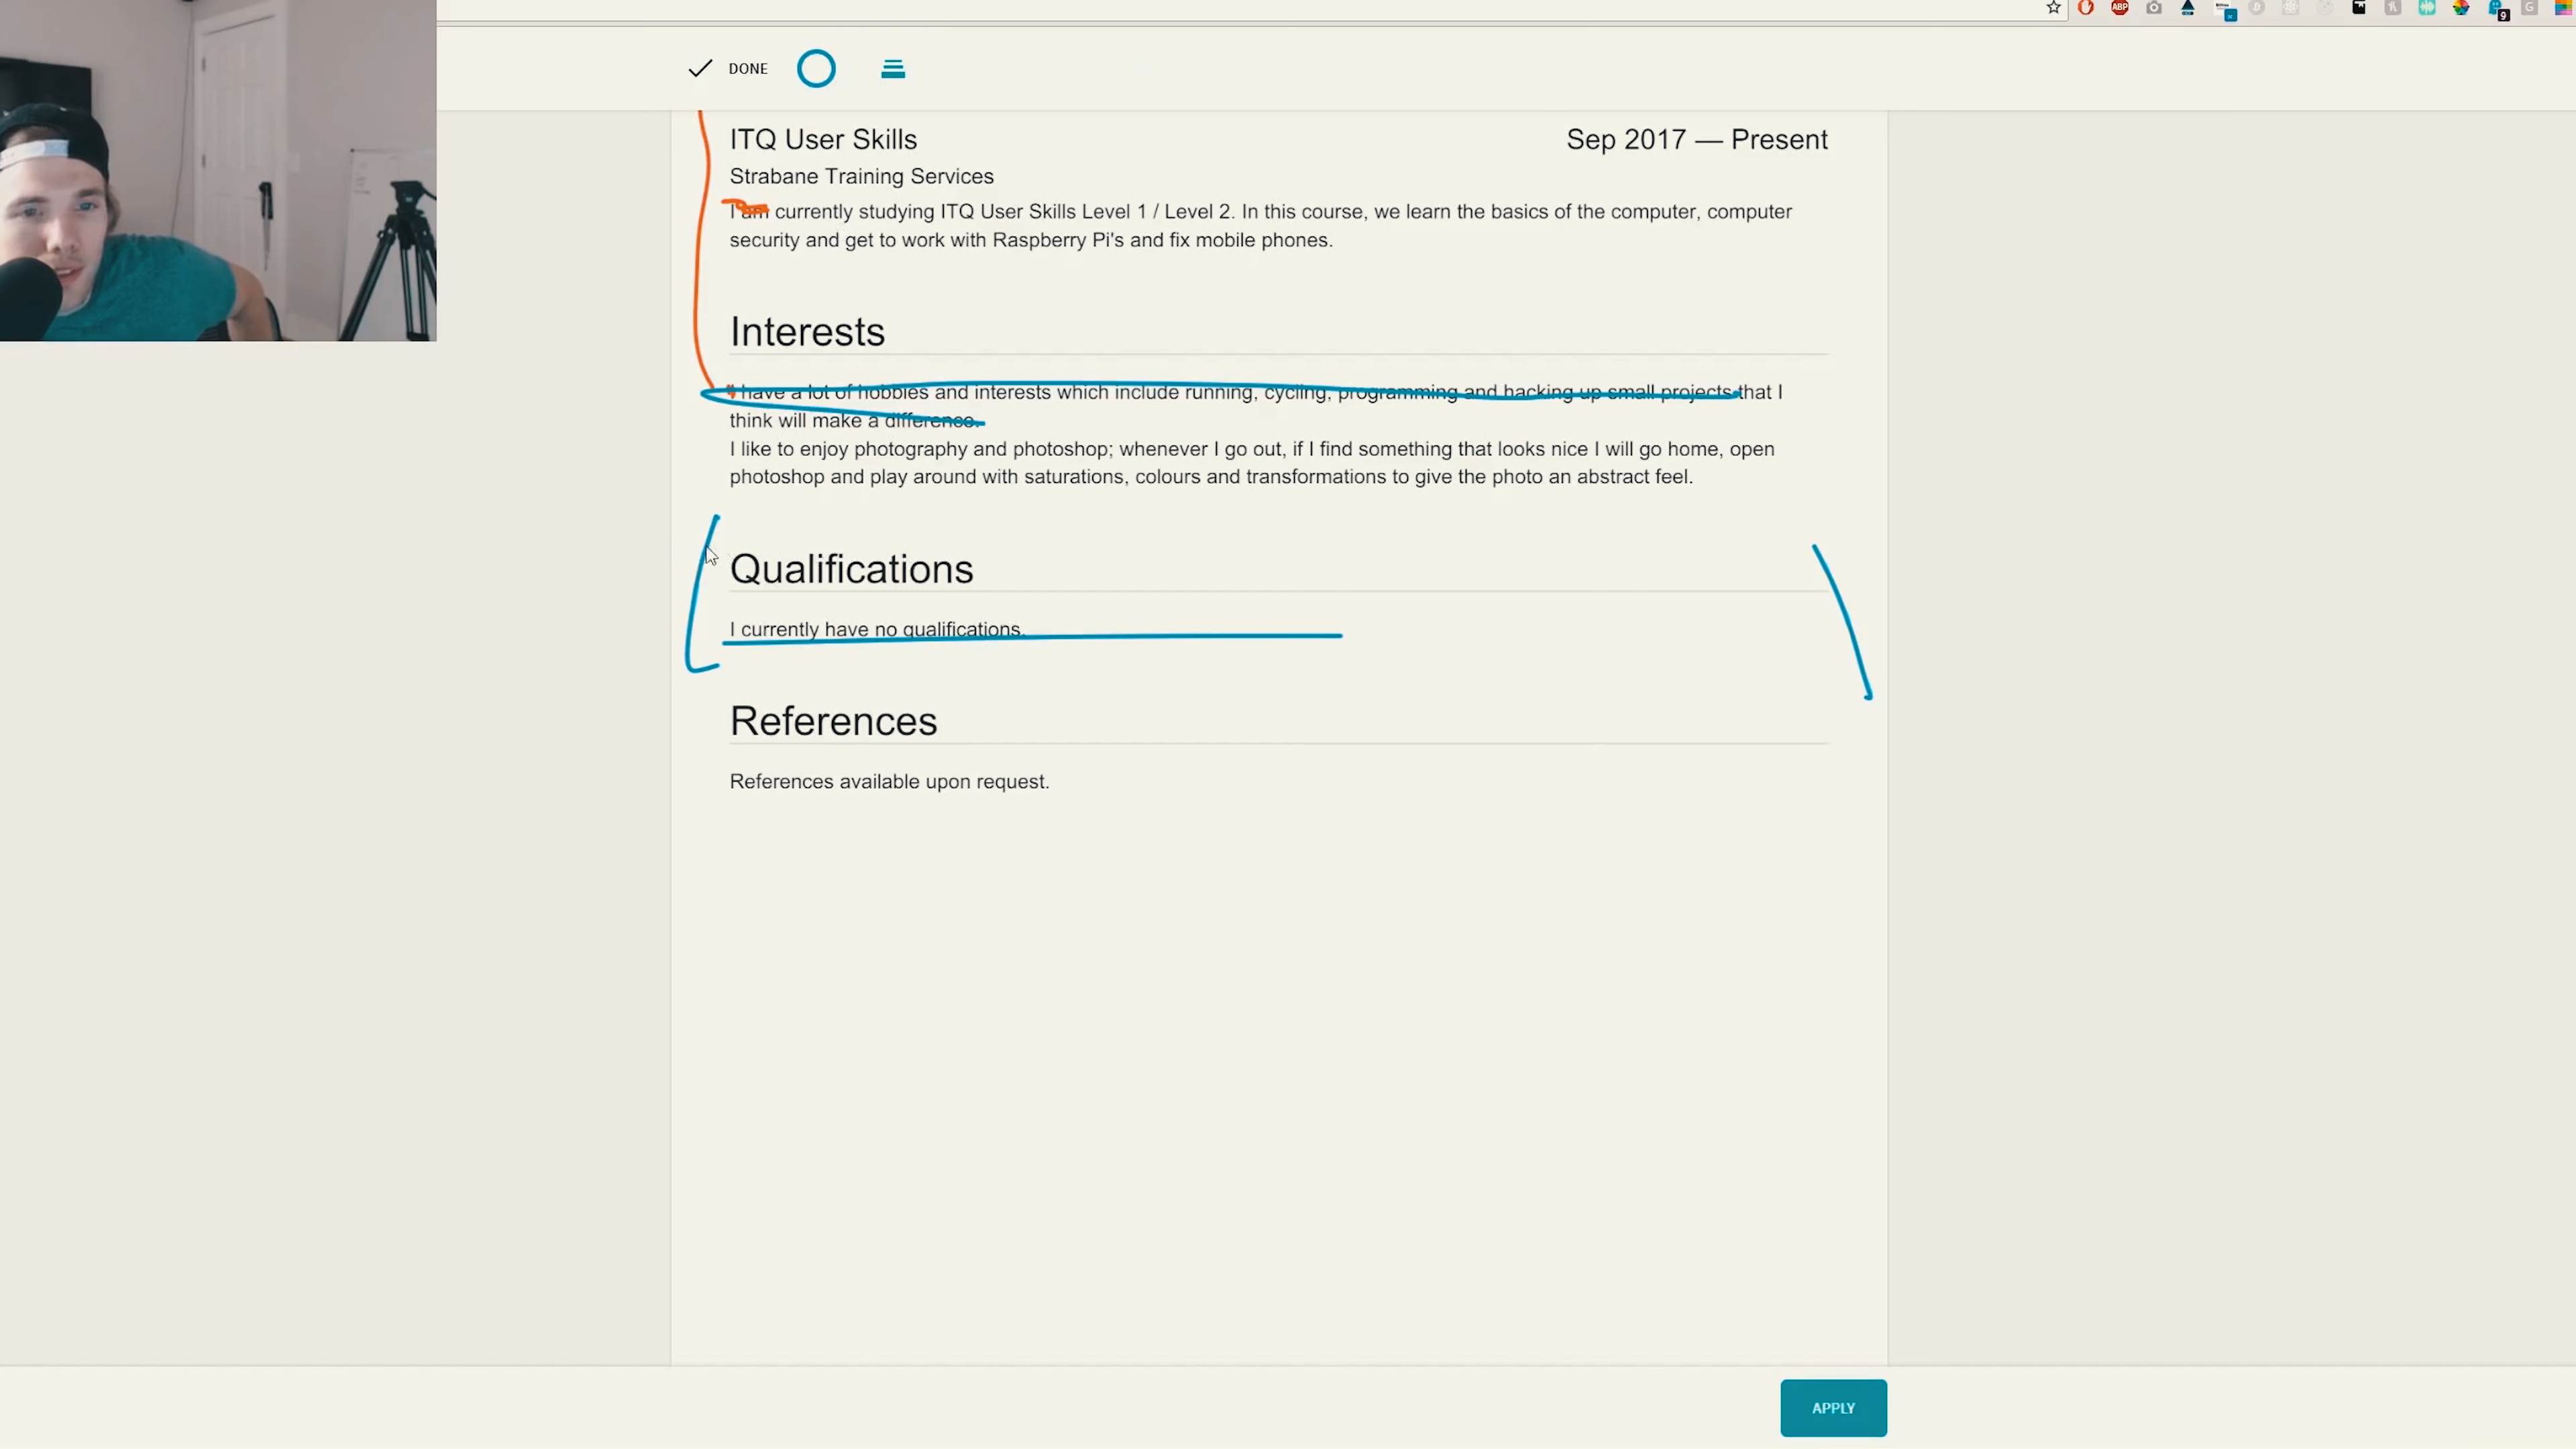 DONE
ITQ User Skills
Sep 2017 — Present
Strabane Training Services
I am currently studying ITQ User Skills Level 1 / Level 2. In this course, we learn the basics of the computer, computer
security and get to work with Raspberry Pi's and fix mobile phones.
Interests
I have a lot of hobbies and interests which include running, cycling, programming and hacking up small projects that I
think will make a difference.
I like to enjoy photography and photoshop; whenever I go out, if I find something that looks nice I will go home, open
photoshop and play around with saturations, colours and transformations to give the photo an abstract feel.
Qualifications
I currently have no qualifications.
References
References available upon request.
APPLY
ABP
9
G